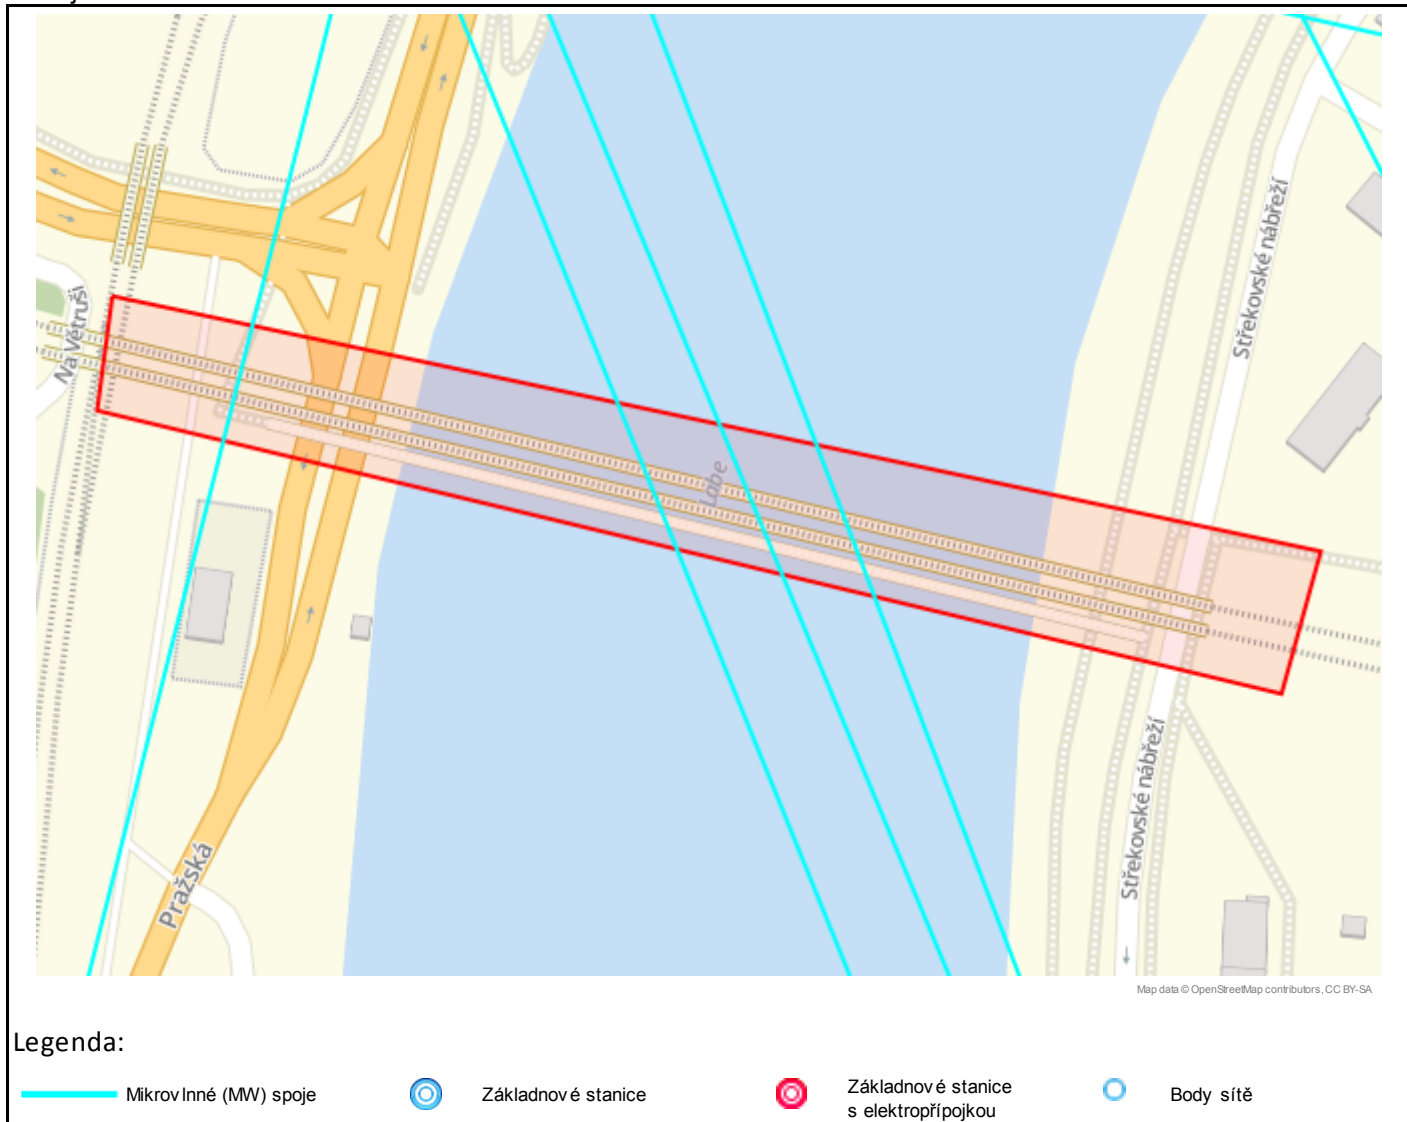 Na Větruši
Střekovské nábřeží
Labe
Střekovské nábřeží
Pražská
Map data © OpenStreetMap contributors, CC BY-SA
Legenda:
Mikrovlnné (MW) spoje
Základnové stanice
Základnové stanice
s elektropřípojkou
Body sítě